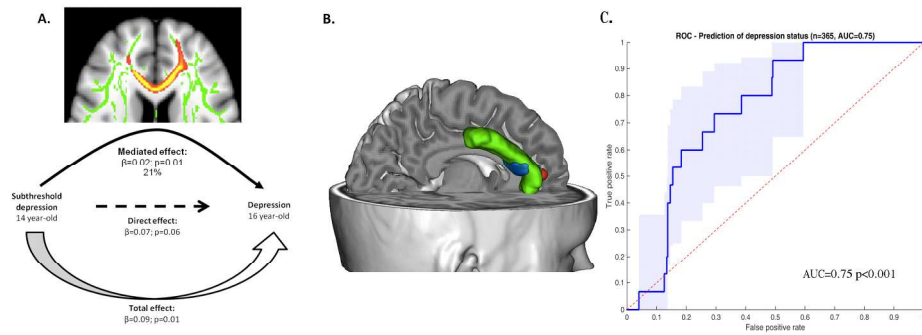 A.
Mediated effect:
β=0.02; p=0.01
21%
Subthreshold
depression
14 year-old
Direct effect:
β=0.07; p=0.06
Depression
16 year-old
Total effect:
β=0.09; p=0.01
B.
C.
ROC - Prediction of depression status (n=365, AUC=0.75)
True positive rate
1
0.9
0.8
0.7
0.6
0.5
0.4
0.3
0.2
0.1
0
AUC=0.75 p<0.001
0 0.1 0.2 0.3 0.4 0.5 0.6 0.7 0.8 0.9
False positive rate